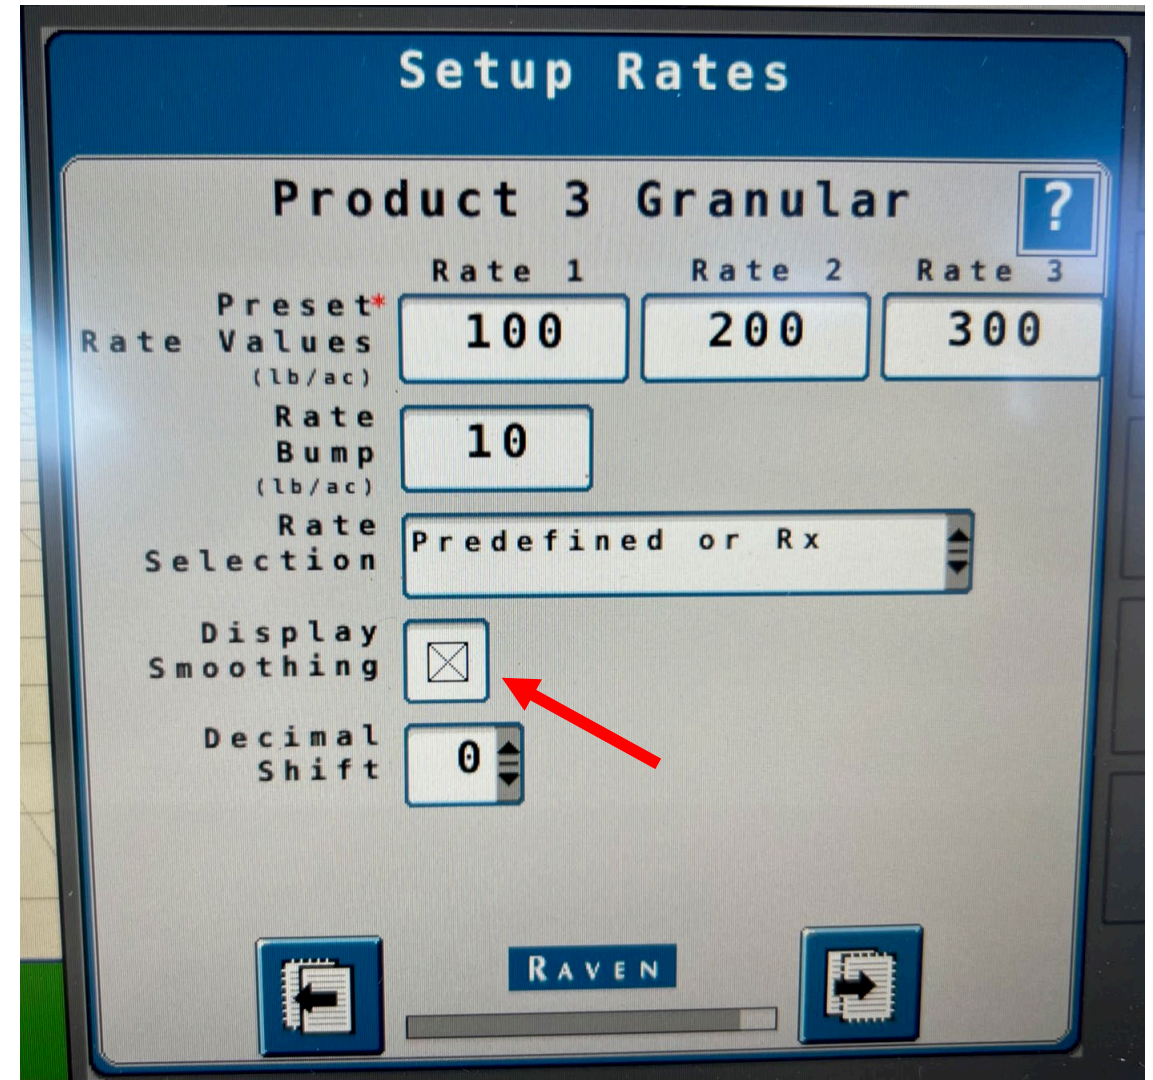 Setup Rates
Product 3 Granular
?
Rate 1 Rate 2 Rate 3
Preset*
Rate Values
(lb/ac)
100 200 300
Rate
Bump
(lb/ac)
10
Rate
Selection
Predefined or Rx
Display
Smoothing
Decimal
Shift
0
RAVEN